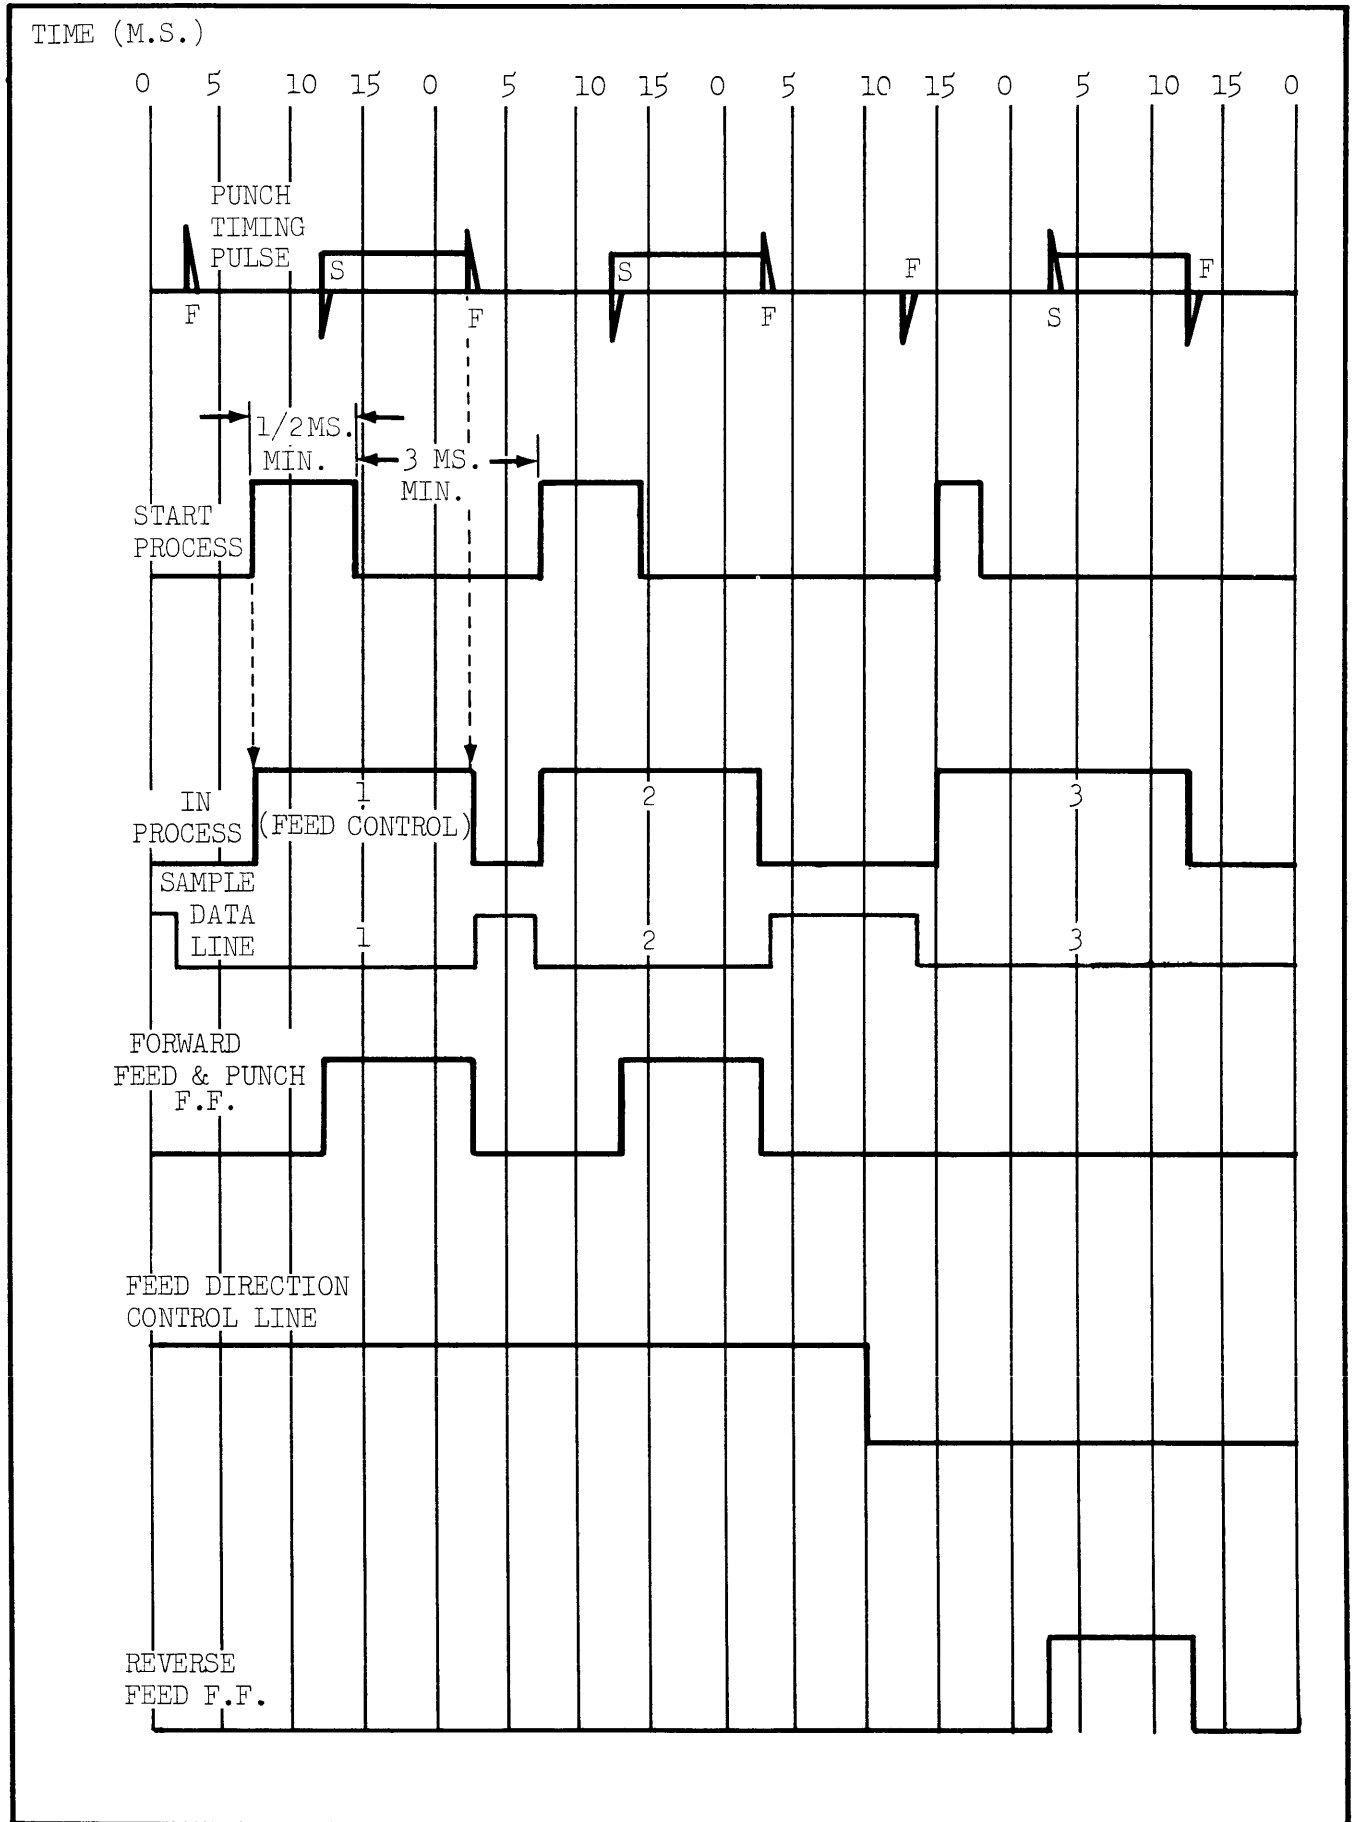 TIME (M.S.)
0 5 10 15 0 5 10 15 0 5 10 15 0 5 10 15 0
PUNCH
TIMING
PULSE
F S F S F F S F
1/2 MS.
MIN.
3 MS.
MIN.
START
PROCESS
IN
PROCESS
1
(FEED CONTROL)
2
3
SAMPLE
DATA
LINE
1
2
3
FORWARD
FEED & PUNCH
F.F.
FEED DIRECTION
CONTROL LINE
REVERSE
FEED F.F.